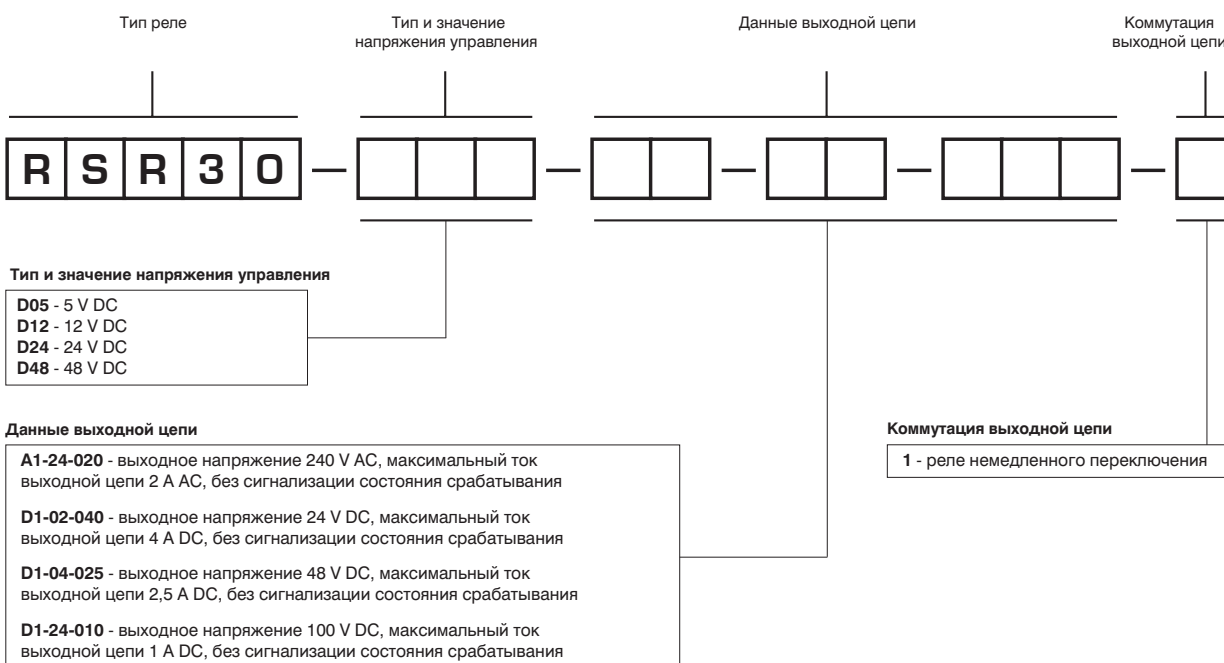 Тип реле
Тип и значение
напряжения управления
Данные выходной цепи
Коммутация
выходной цепи
RSR30 – – – – –
Тип и значение напряжения управления
D05 - 5 V DC
D12 - 12 V DC
D24 - 24 V DC
D48 - 48 V DC
Данные выходной цепи
A1-24-020 - выходное напряжение 240 V AC, максимальный ток
выходной цепи 2 A AC, без сигнализации состояния срабатывания
D1-02-040 - выходное напряжение 24 V DC, максимальный ток
выходной цепи 4 A DC, без сигнализации состояния срабатывания
D1-04-025 - выходное напряжение 48 V DC, максимальный ток
выходной цепи 2,5 A DC, без сигнализации состояния срабатывания
D1-24-010 - выходное напряжение 100 V DC, максимальный ток
выходной цепи 1 A DC, без сигнализации состояния срабатывания
Коммутация выходной цепи
1 - реле немедленного переключения